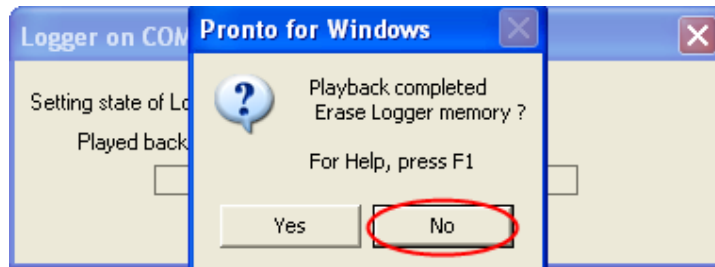 Logger on COM
Pronto for Windows
Setting state of Lo
Played back
Playback completed
Erase Logger memory ?
For Help, press F1
Yes
No